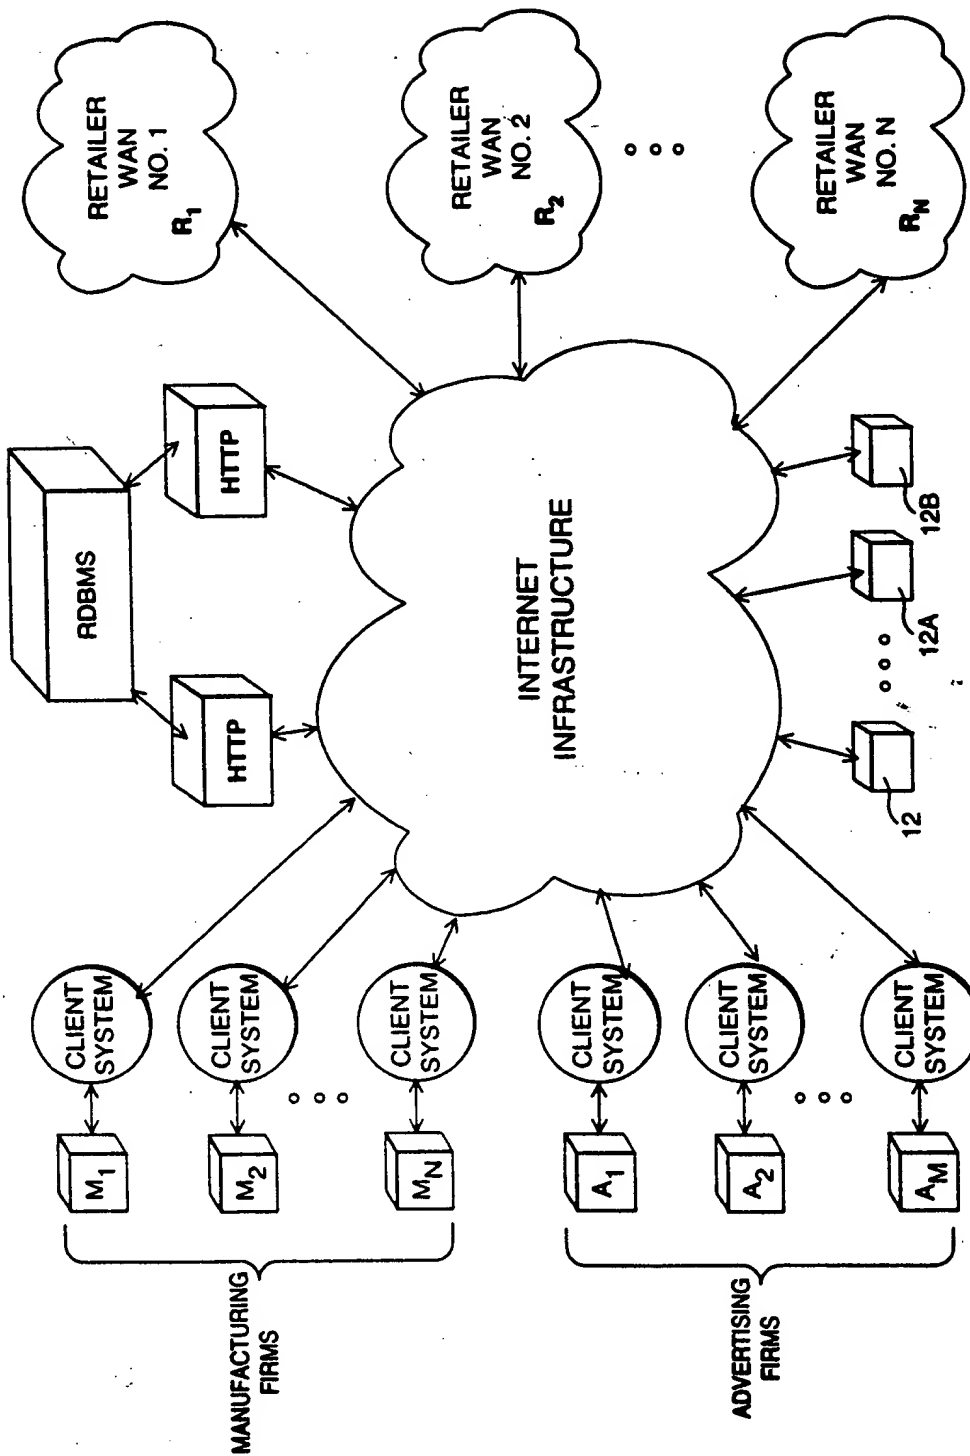 MANUFACTURING
FIRMS
M1
CLIENT
SYSTEM
M2
CLIENT
SYSTEM
MN
CLIENT
SYSTEM
ADVERTISING
FIRMS
A1
CLIENT
SYSTEM
A2
CLIENT
SYSTEM
AM
CLIENT
SYSTEM
RDBMS
HTTP
HTTP
INTERNET
INFRASTRUCTURE
12
12A
12B
RETAILER
WAN
NO. 1
R1
RETAILER
WAN
NO. 2
R2
RETAILER
WAN
NO. N
RN